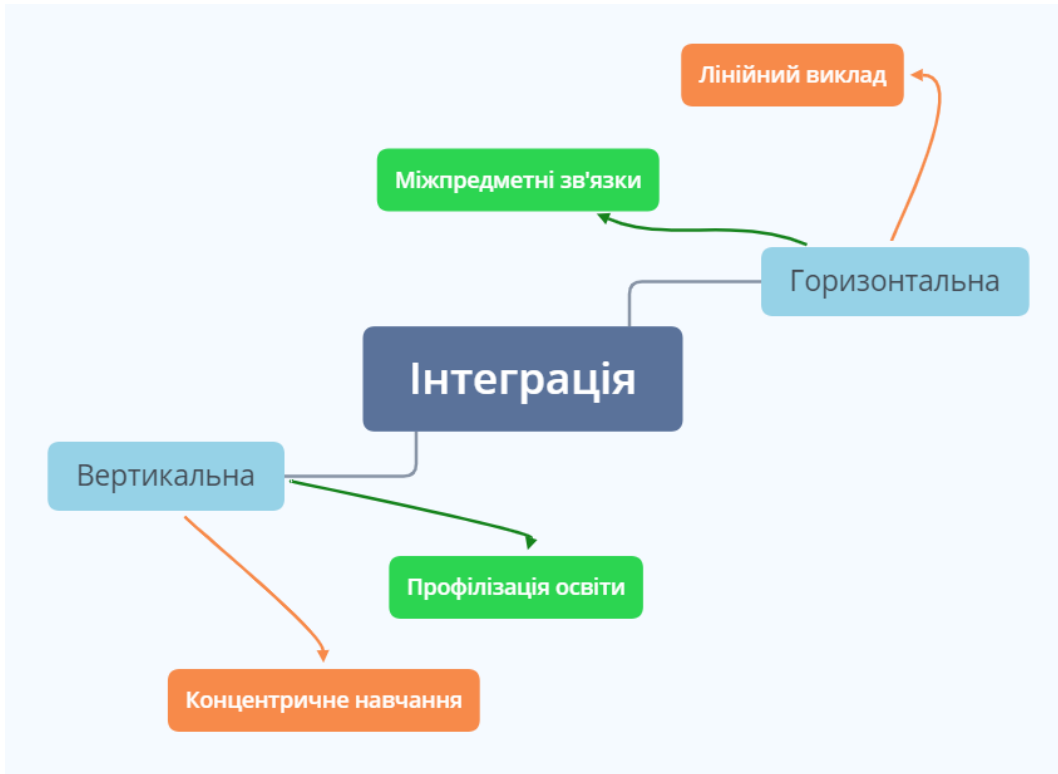 Лінійний виклад
Міжпредметні зв'язки
Горизонтальна
Інтеграція
Вертикальна
Профілізація освіти
Концентричне навчання